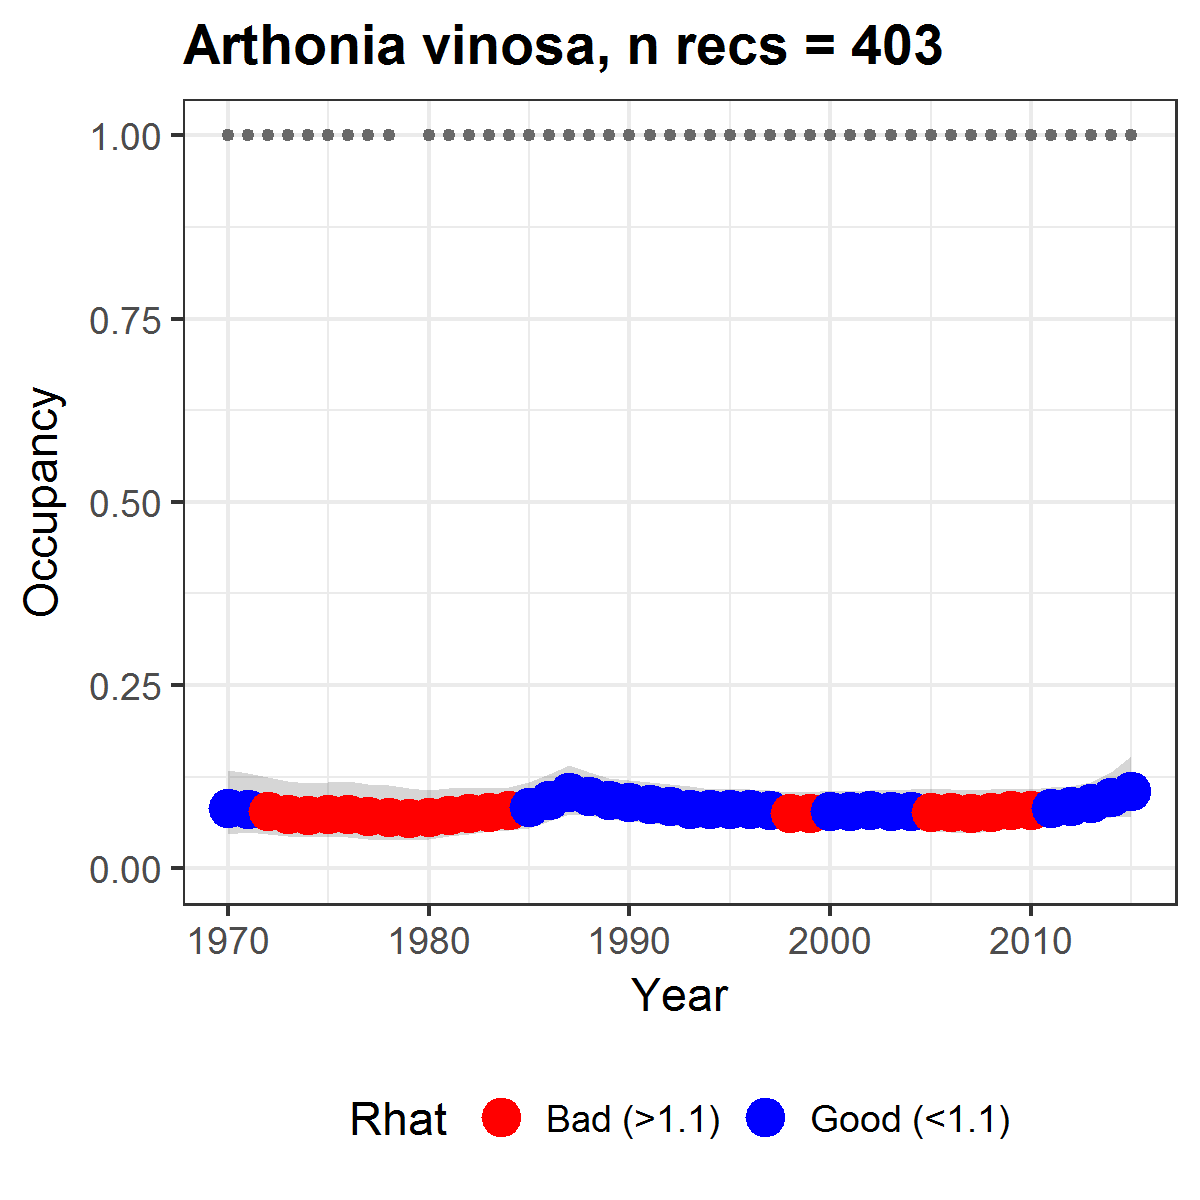 Arthonia vinosa, n recs = 403
1.00
0.75
0.50
0.25
0.00
Occupancy
1970 1980 1990 2000 2010
Year
Rhat Bad (>1.1) Good (<1.1)